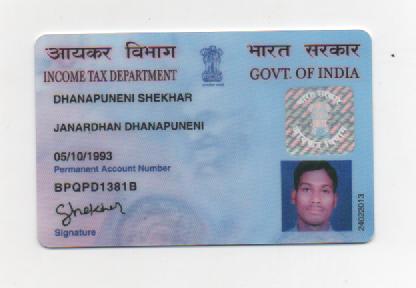 आयकर विभाग भारत सरकार
INCOME TAX DEPARTMENT GOVT. OF INDIA
DHANAPUNENI SHEKHAR
JANARDHAN DHANAPUNENI
05/10/1993
Permanent Account Number
BPQPD1381B
Shekher
Signature
24022013